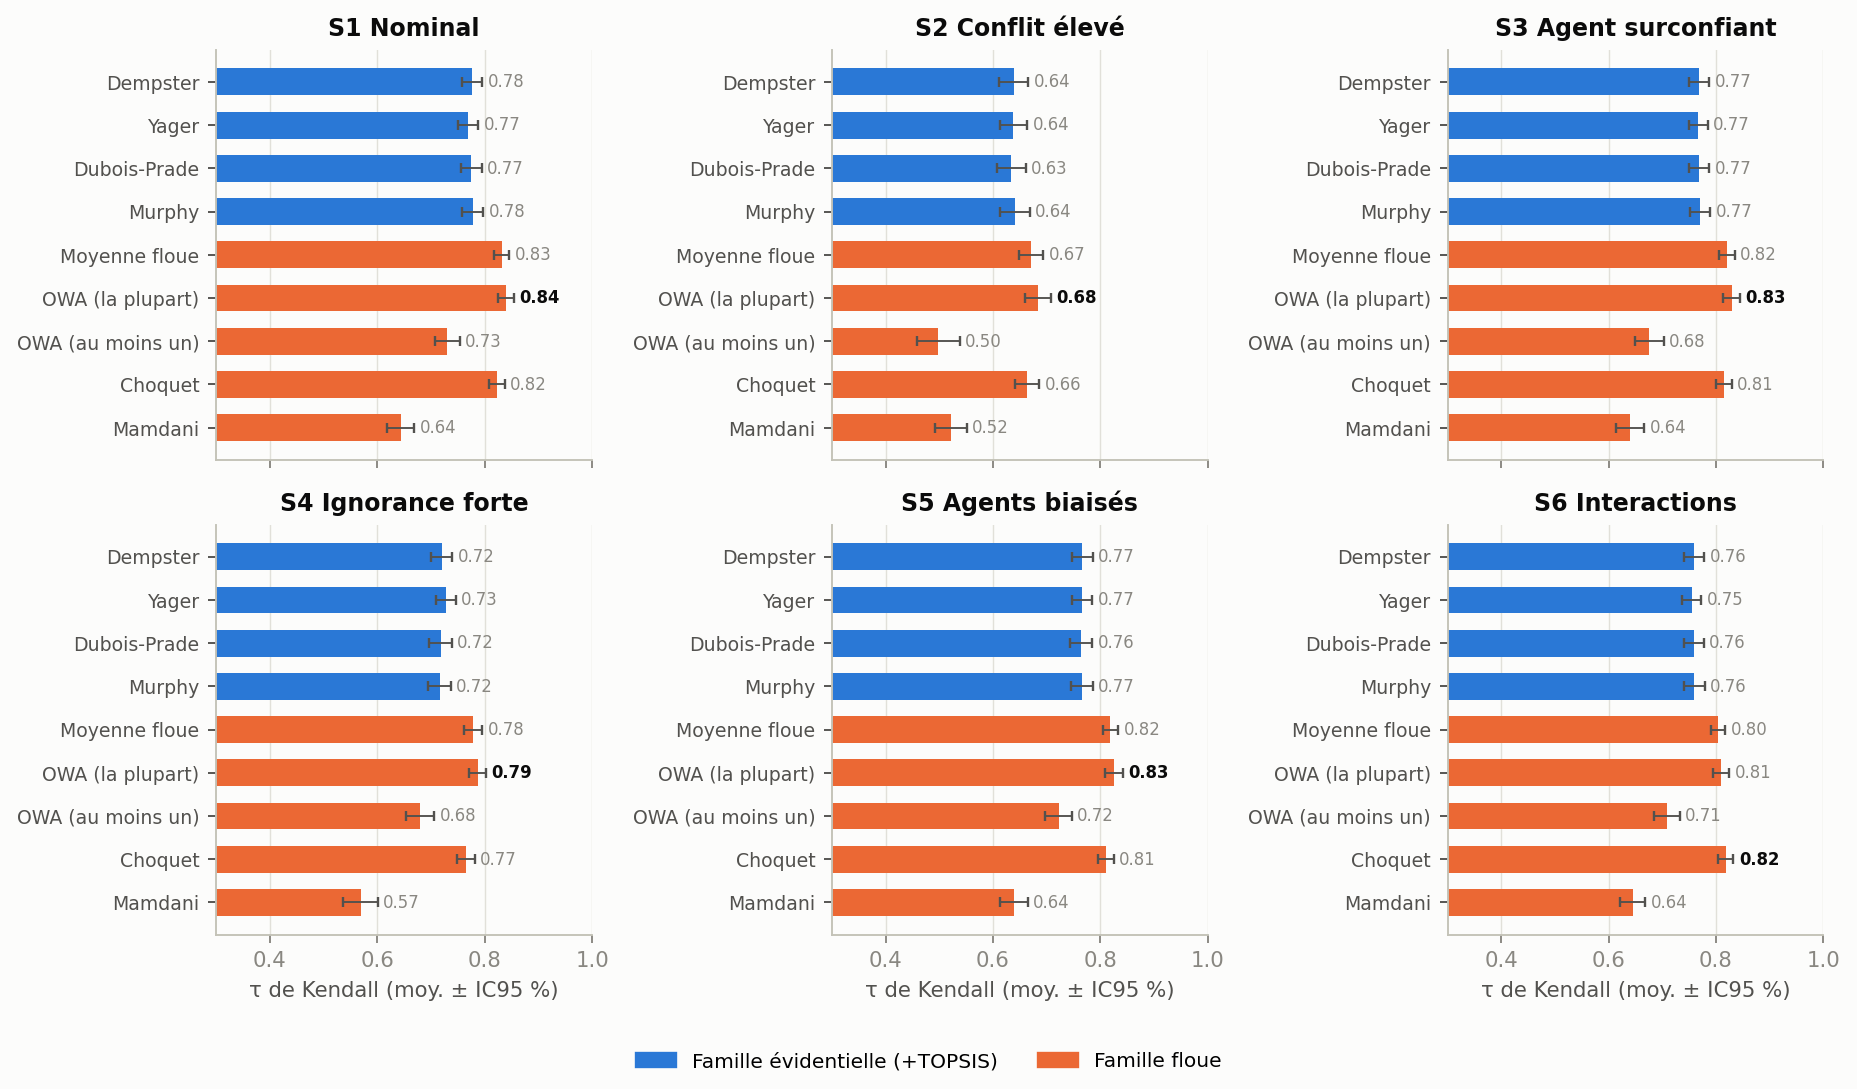 S1 Nominal
Dempster 0.78
Yager 0.77
Dubois-Prade 0.77
Murphy 0.78
Moyenne floue 0.83
OWA (la plupart) 0.84
OWA (au moins un) 0.73
Choquet 0.82
Mamdani 0.64
S2 Conflit élevé
Dempster 0.64
Yager 0.64
Dubois-Prade 0.63
Murphy 0.64
Moyenne floue 0.67
OWA (la plupart) 0.68
OWA (au moins un) 0.50
Choquet 0.66
Mamdani 0.52
S3 Agent surconfiant
Dempster 0.77
Yager 0.77
Dubois-Prade 0.77
Murphy 0.77
Moyenne floue 0.82
OWA (la plupart) 0.83
OWA (au moins un) 0.68
Choquet 0.81
Mamdani 0.64
S4 Ignorance forte
Dempster 0.72
Yager 0.73
Dubois-Prade 0.72
Murphy 0.72
Moyenne floue 0.78
OWA (la plupart) 0.79
OWA (au moins un) 0.68
Choquet 0.77
Mamdani 0.57
0.4 0.6 0.8 1.0
τ de Kendall (moy. ± IC95 %)
S5 Agents biaisés
Dempster 0.77
Yager 0.77
Dubois-Prade 0.76
Murphy 0.77
Moyenne floue 0.82
OWA (la plupart) 0.83
OWA (au moins un) 0.72
Choquet 0.81
Mamdani 0.64
0.4 0.6 0.8 1.0
τ de Kendall (moy. ± IC95 %)
S6 Interactions
Dempster 0.76
Yager 0.75
Dubois-Prade 0.76
Murphy 0.76
Moyenne floue 0.80
OWA (la plupart) 0.81
OWA (au moins un) 0.71
Choquet 0.82
Mamdani 0.64
0.4 0.6 0.8 1.0
τ de Kendall (moy. ± IC95 %)
Famille évidentielle (+TOPSIS)
Famille floue